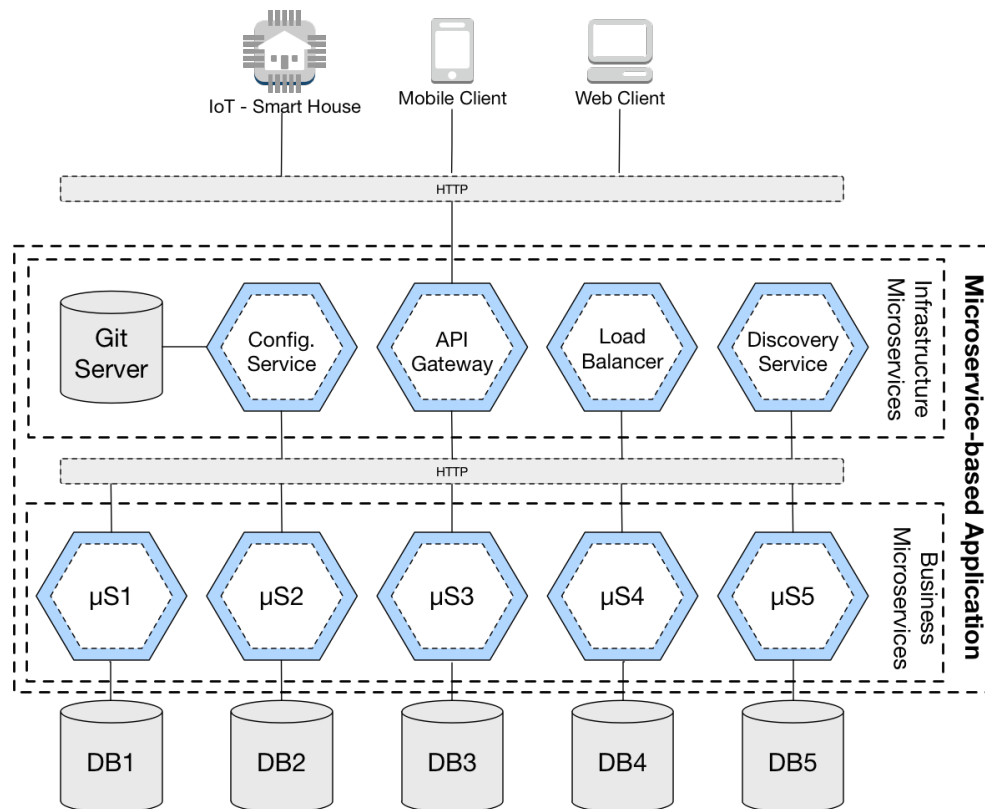 IoT - Smart House
Mobile Client
Web Client
HTTP
Microservice-based Application
Infrastructure
Microservices
Git
Server
Config.
Service
API
Gateway
Load
Balancer
Discovery
Service
HTTP
Business
Microservices
µS1
µS2
µS3
µS4
µS5
DB1
DB2
DB3
DB4
DB5